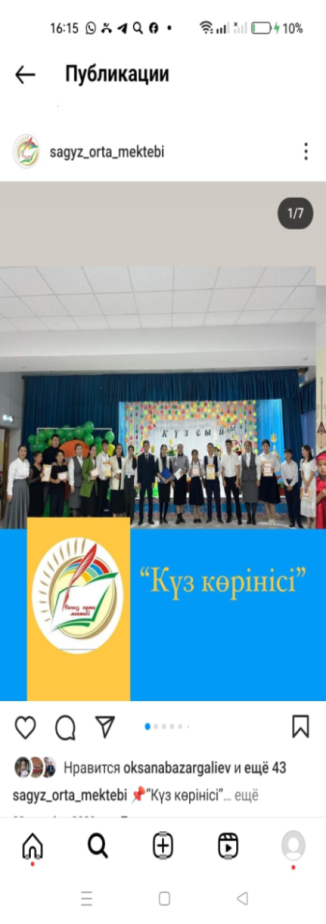 16:15
10%
Публикации
sagyz_orta_mektebi
1/7
"Күз көрінісі"
Нравится oksanabazargaliev и ещё 43
sagyz_orta_mektebi 📌"Күз көрінісі"... ещё